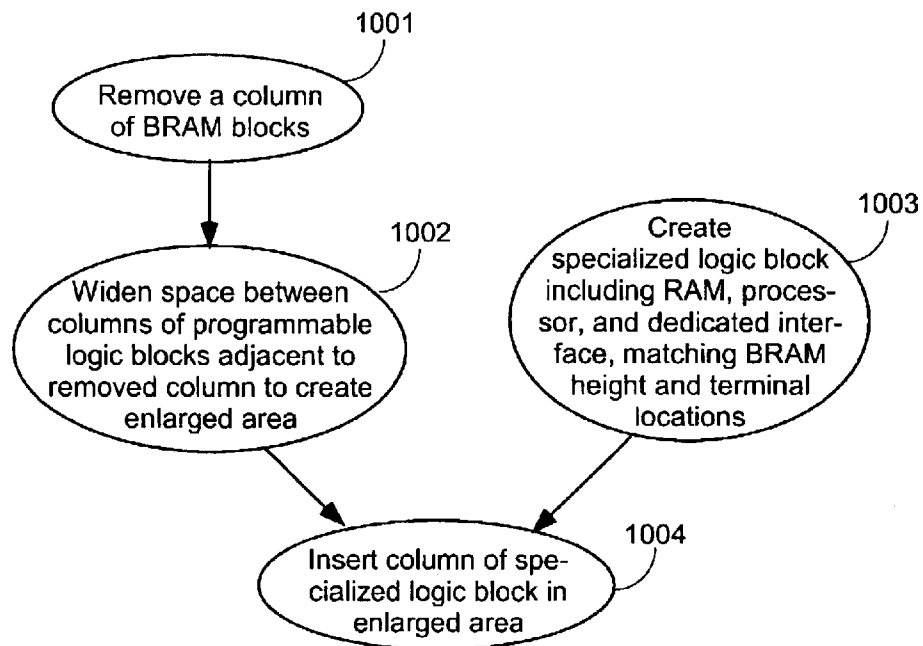 1001
Remove a column
of BRAM blocks
1002
Widen space between
columns of programmable
logic blocks adjacent to
removed column to create
enlarged area
1003
Create
specialized logic block
including RAM, proces-
sor, and dedicated inter-
face, matching BRAM
height and terminal
locations
1004
Insert column of spe-
cialized logic block in
enlarged area